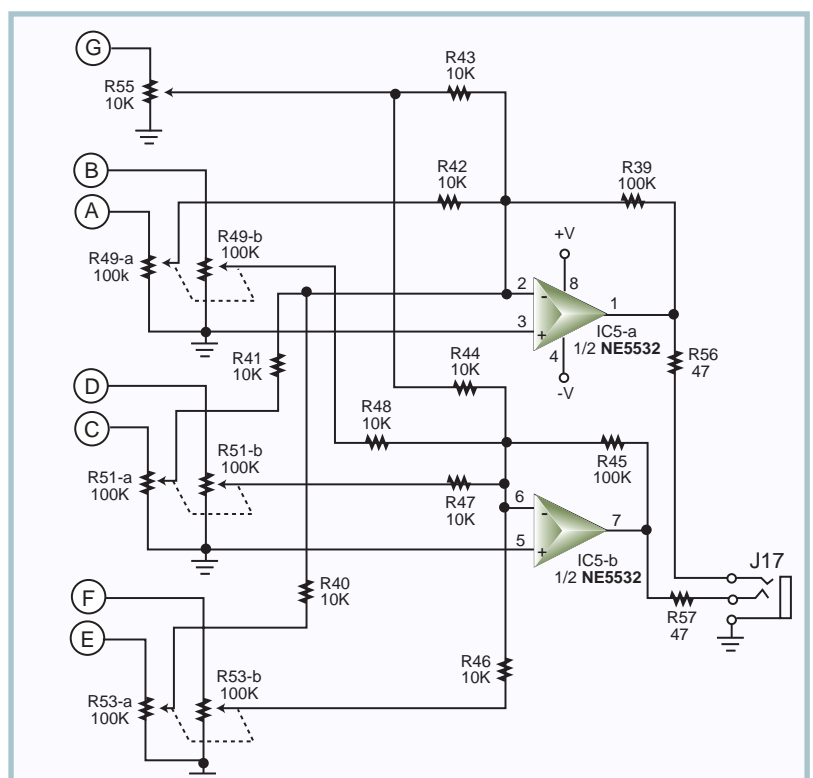 G
R55
10K
R43
10K
B
R42
10K
R39
100K
A
R49-a
100k
R49-b
100K
+V
8
2
-
1
3
+
IC5-a
1/2 NE5532
4
-V
R41
10K
R44
10K
R56
47
D
R48
10K
C
R51-a
100K
R51-b
100K
R45
100K
R47
10K
6
-
7
5
+
IC5-b
1/2 NE5532
J17
F
R40
10K
R57
47
E
R46
10K
R53-a
100K
R53-b
100K